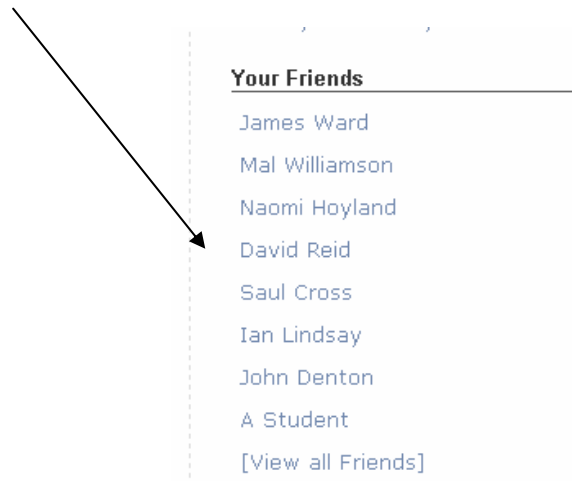 Your Friends
James Ward
Mal Williamson
Naomi Hoyland
David Reid
Saul Cross
Ian Lindsay
John Denton
A Student
[View all Friends]